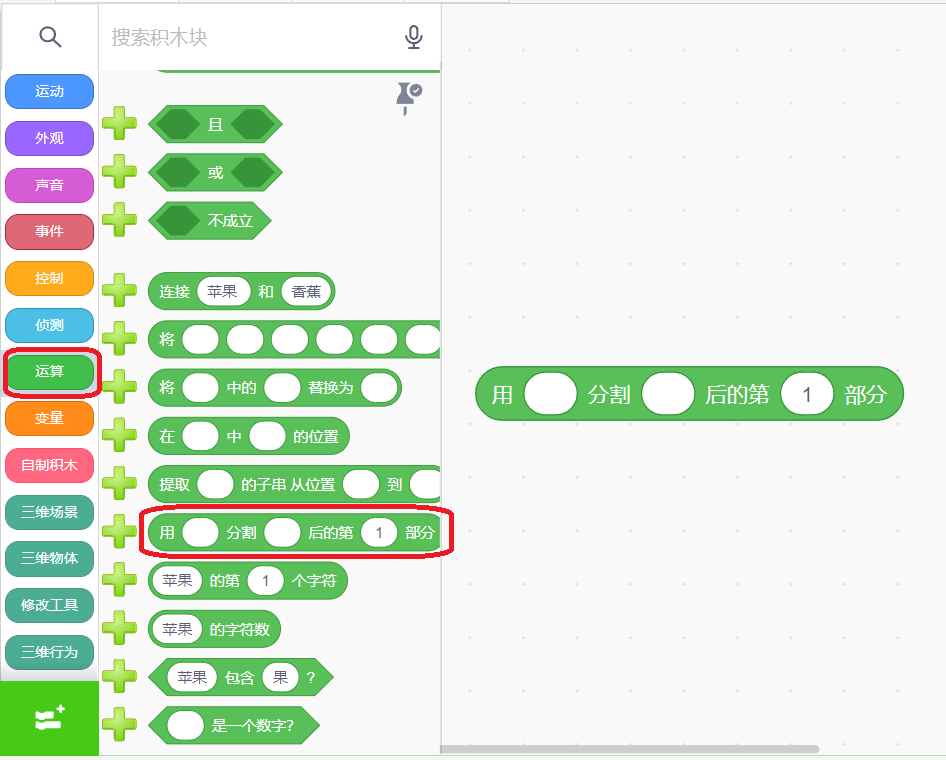 搜索积木块
运动
外观
声音
事件
控制
侦测
运算
变量
自制积木
三维场景
三维物体
修改工具
三维行为
且
或
不成立
连接 苹果 和 香蕉
将
将 中的 替换为
在 中 的位置
提取 的子串 从位置 到
用 分割 后的第 1 部分
苹果 的第 1 个字符
苹果 的字符数
苹果 包含 果 ?
是一个数字?
用 分割 后的第 1 部分